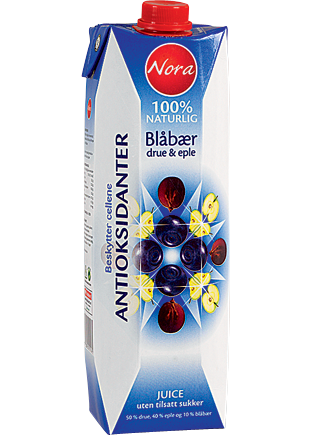 Nora
100%
NATURLIG
Blåbær
drue & eple
Beskytter cellene
ANTIOKSIDANTER
JUICE
uten tilsatt sukker
50 % drue, 40 % eple og 10 % blåbær